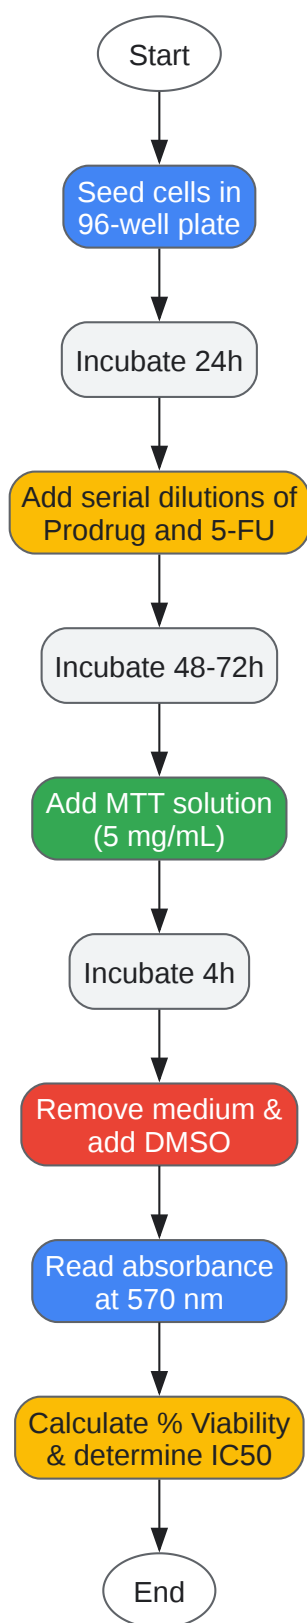 Start
Seed cells in
96-well plate
Incubate 24h
Add serial dilutions of
Prodrug and 5-FU
Incubate 48-72h
Add MTT solution
(5 mg/mL)
Incubate 4h
Remove medium &
add DMSO
Read absorbance
at 570 nm
Calculate % Viability
& determine IC50
End